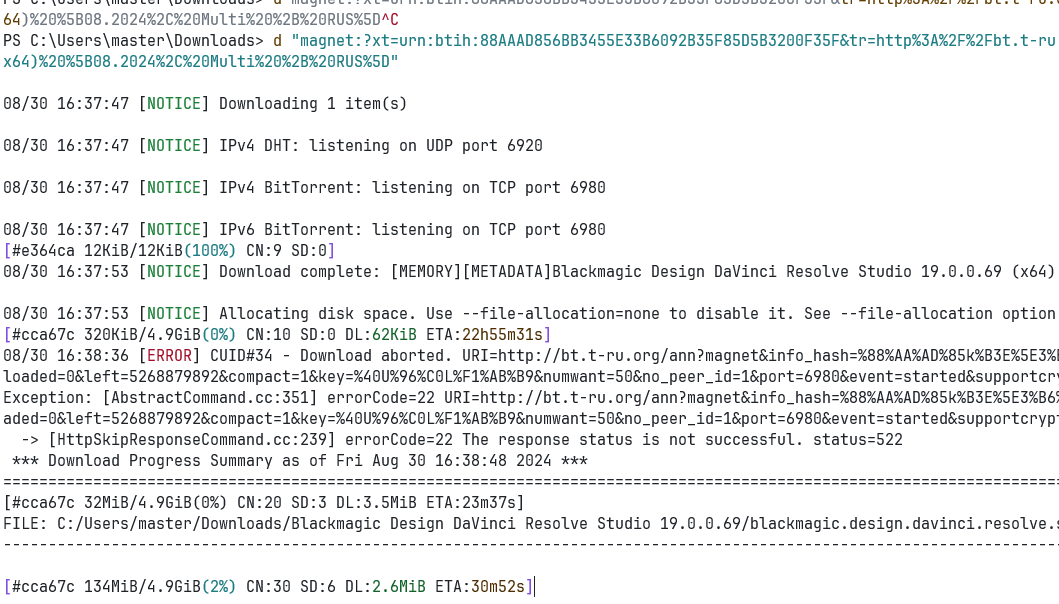 PS C:\Users\master\Downloads> d magnet:?xt=urn:btih:88AAAD856BB3455E33B6092B35F85D5B3200F35F&tr=http%3A%2F%2Fbt.t-ru
64)%20%5B08.2024%2C%20Multi%20%2B%20RUS%5D^C
PS C:\Users\master\Downloads> d "magnet:?xt=urn:btih:88AAAD856BB3455E33B6092B35F85D5B3200F35F&tr=http%3A%2F%2Fbt.t-ru
x64)%20%5B08.2024%2C%20Multi%20%2B%20RUS%5D"
08/30 16:37:47 [NOTICE] Downloading 1 item(s)
08/30 16:37:47 [NOTICE] IPv4 DHT: listening on UDP port 6920
08/30 16:37:47 [NOTICE] IPv4 BitTorrent: listening on TCP port 6980
08/30 16:37:47 [NOTICE] IPv6 BitTorrent: listening on TCP port 6980
[#e364ca 12KiB/12KiB(100%) CN:9 SD:0]
08/30 16:37:53 [NOTICE] Download complete: [MEMORY][METADATA]Blackmagic Design DaVinci Resolve Studio 19.0.0.69 (x64)
08/30 16:37:53 [NOTICE] Allocating disk space. Use --file-allocation=none to disable it. See --file-allocation option
[#cca67c 320KiB/4.9GiB(0%) CN:10 SD:0 DL:62KiB ETA:22h55m31s]
08/30 16:38:36 [ERROR] CUID#34 - Download aborted. URI=http://bt.t-ru.org/ann?magnet&info_hash=%88%AA%AD%85k%B3E%5E3%
loaded=0&left=5268879892&compact=1&key=%40U%96%C0L%F1%AB%B9&numwant=50&no_peer_id=1&port=6980&event=started&supportcry
Exception: [AbstractCommand.cc:351] errorCode=22 URI=http://bt.t-ru.org/ann?magnet&info_hash=%88%AA%AD%85k%B3E%5E3%B6%
aded=0&left=5268879892&compact=1&key=%40U%96%C0L%F1%AB%B9&numwant=50&no_peer_id=1&port=6980&event=started&supportcrypt
-> [HttpSkipResponseCommand.cc:239] errorCode=22 The response status is not successful. status=522
*** Download Progress Summary as of Fri Aug 30 16:38:48 2024 ***
======================================================================================================================
[#cca67c 32MiB/4.9GiB(0%) CN:20 SD:3 DL:3.5MiB ETA:23m37s]
FILE: C:/Users/master/Downloads/Blackmagic Design DaVinci Resolve Studio 19.0.0.69/blackmagic.design.davinci.resolve.s
----------------------------------------------------------------------------------------------------------------------
[#cca67c 134MiB/4.9GiB(2%) CN:30 SD:6 DL:2.6MiB ETA:30m52s]